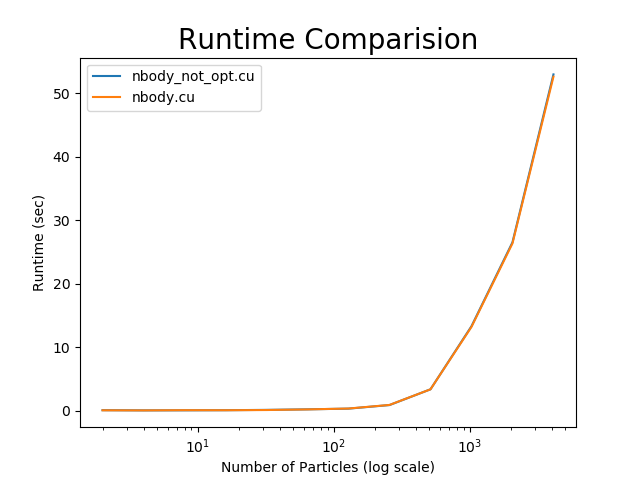 Runtime Comparision
nbody_not_opt.cu
nbody.cu
50
40
30
20
10
0
Runtime (sec)
10¹ 10² 10³
Number of Particles (log scale)